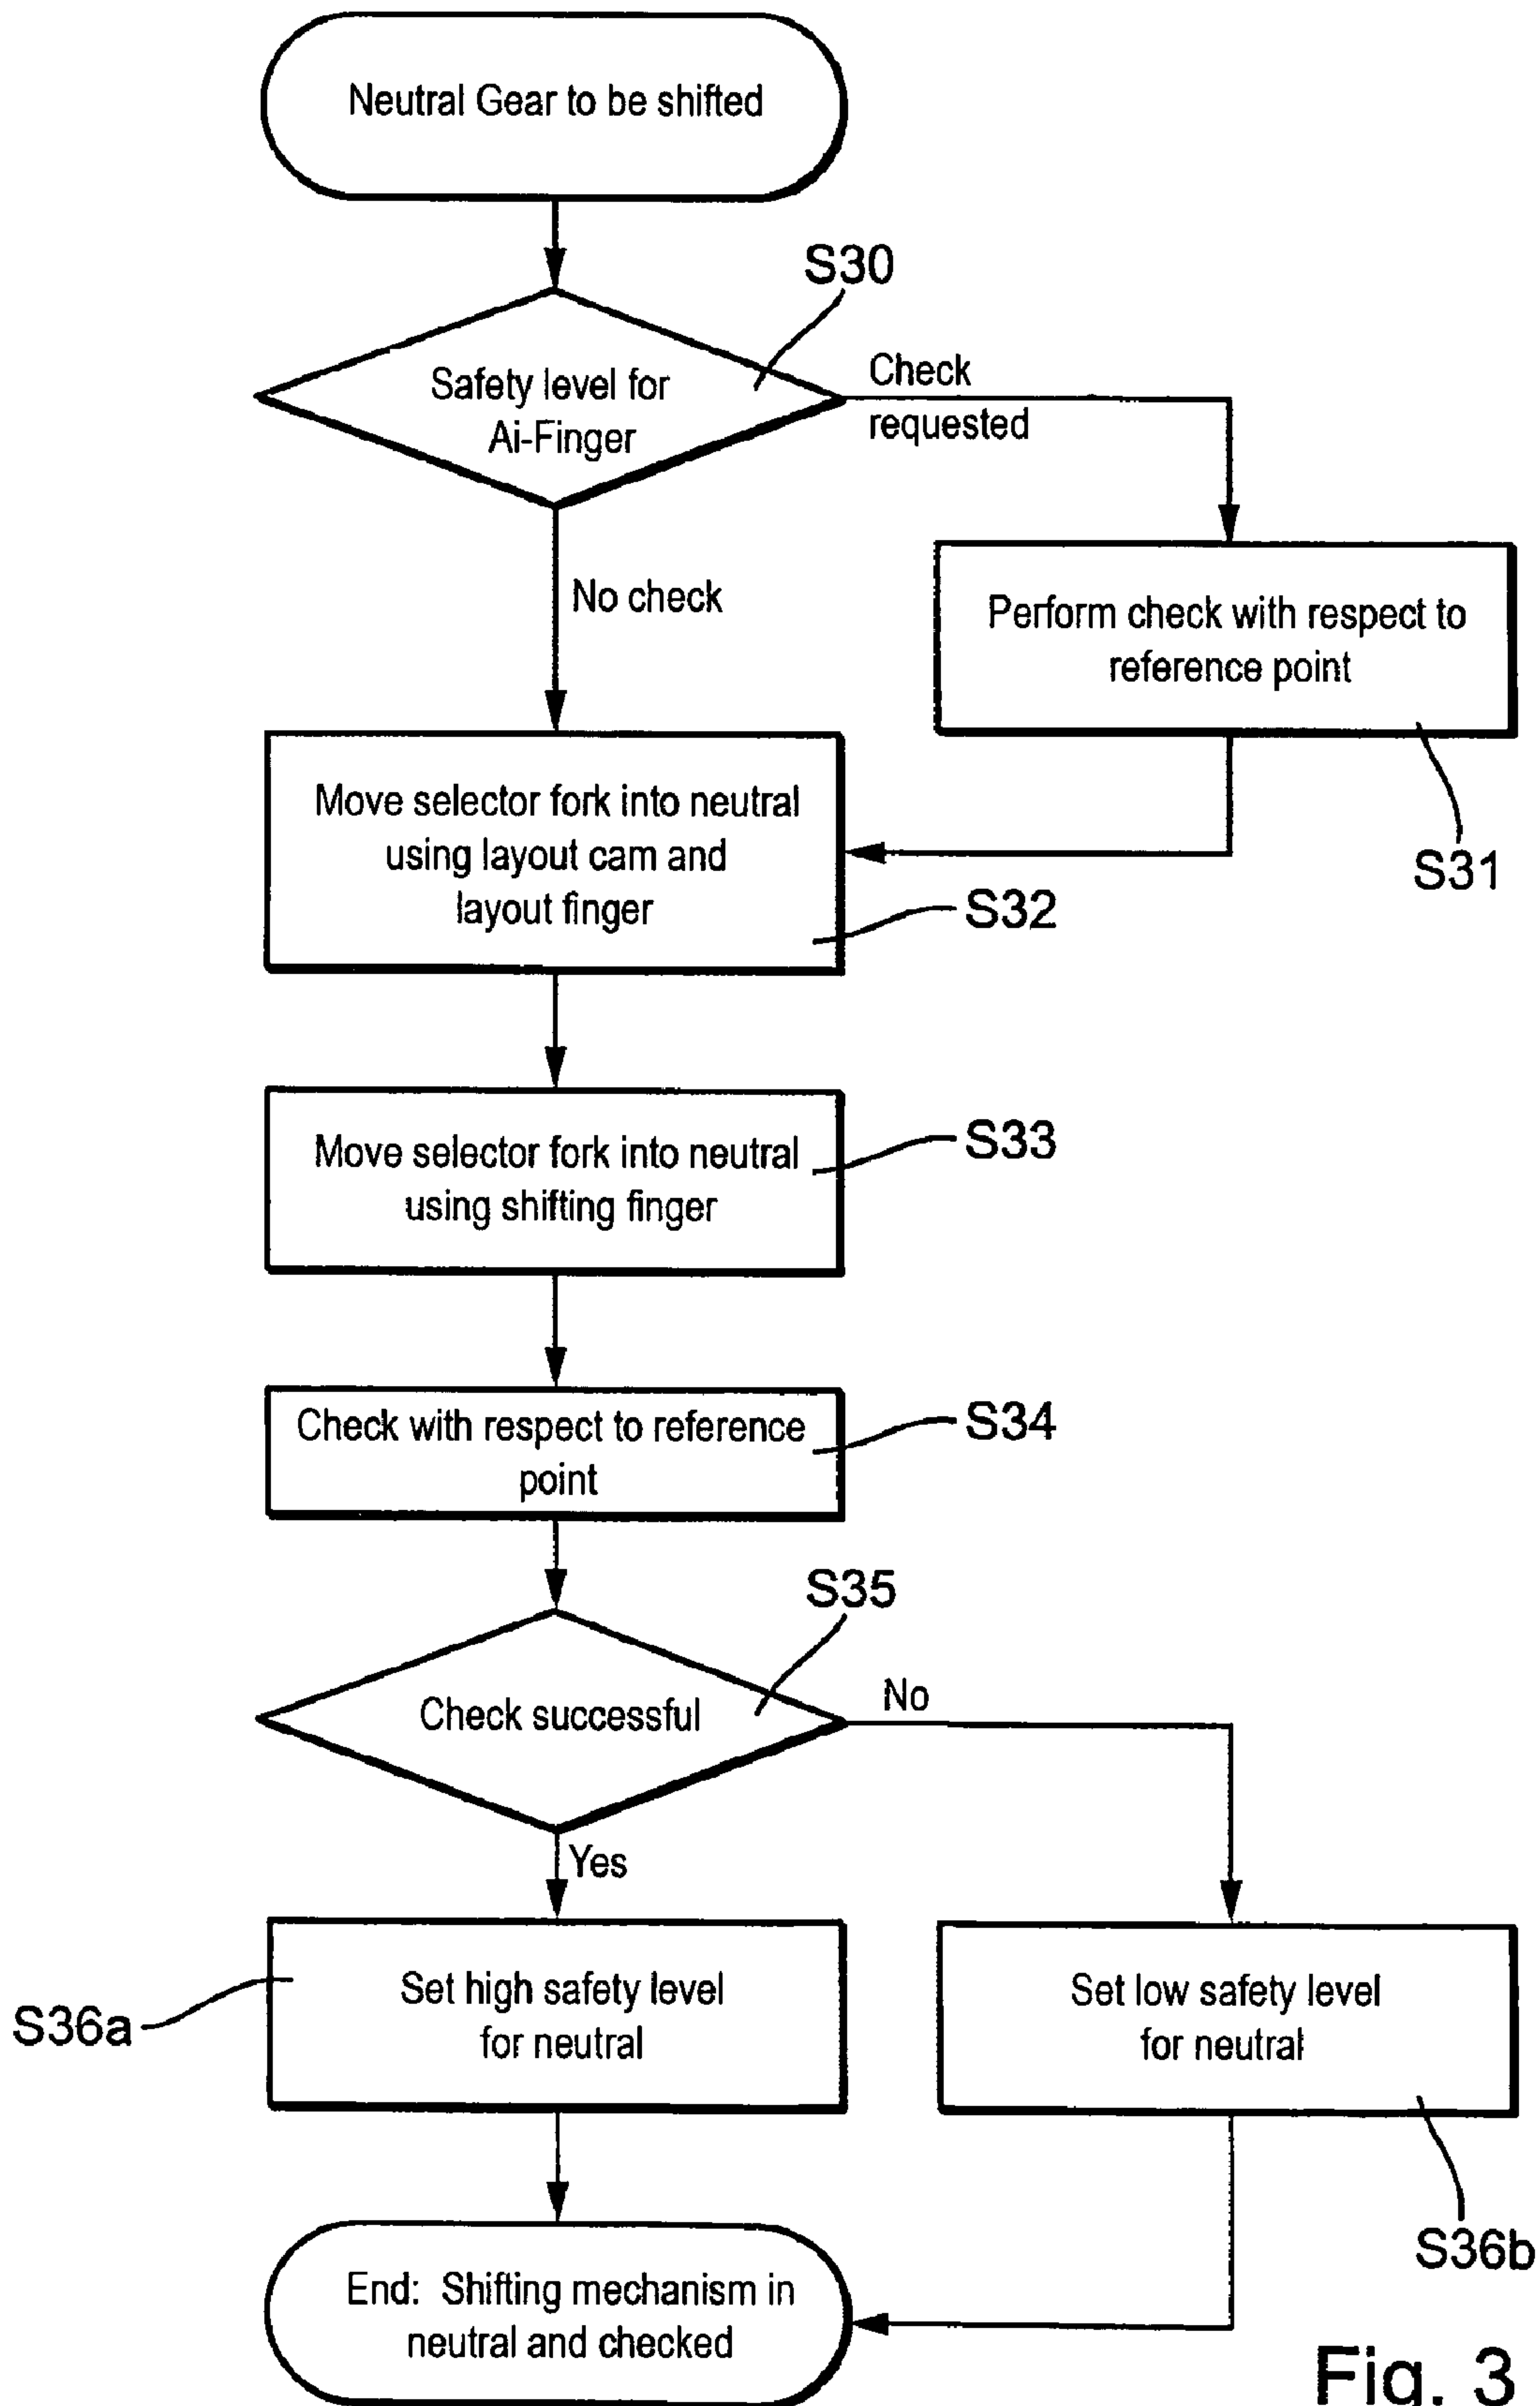 Neutral Gear to be shifted
S30
Safety level for
Ai-Finger
Check
requested
No check
Perform check with respect to
reference point
S31
Move selector fork into neutral
using layout cam and
layout finger
S32
Move selector fork into neutral
using shifting finger
S33
Check with respect to reference
point
S34
S35
Check successful
No
Yes
Set high safety level
for neutral
S36a
Set low safety level
for neutral
S36b
End: Shifting mechanism in
neutral and checked
Fig. 3